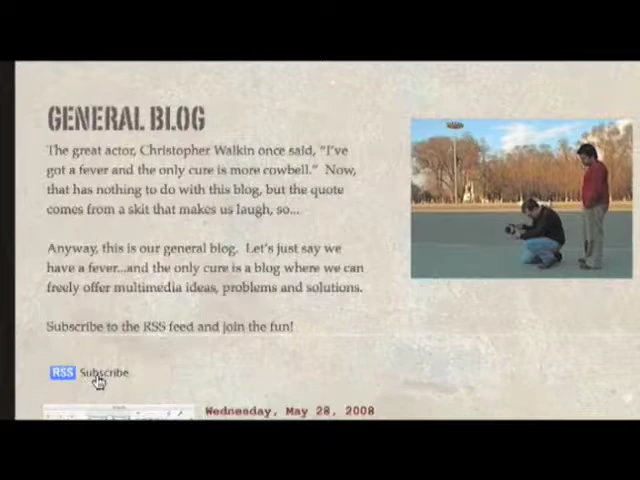 GENERAL BLOG
The great actor, Christopher Walkin once said, "I've
got a fever and the only cure is more cowbell." Now,
that has nothing to do with this blog, but the quote
comes from a skit that makes us laugh, so...
Anyway, this is our general blog. Let's just say we
have a fever...and the only cure is a blog where we can
freely offer multimedia ideas, problems and solutions.
Subscribe to the RSS feed and join the fun!
RSS Subscribe
Wednesday, May 28, 2008